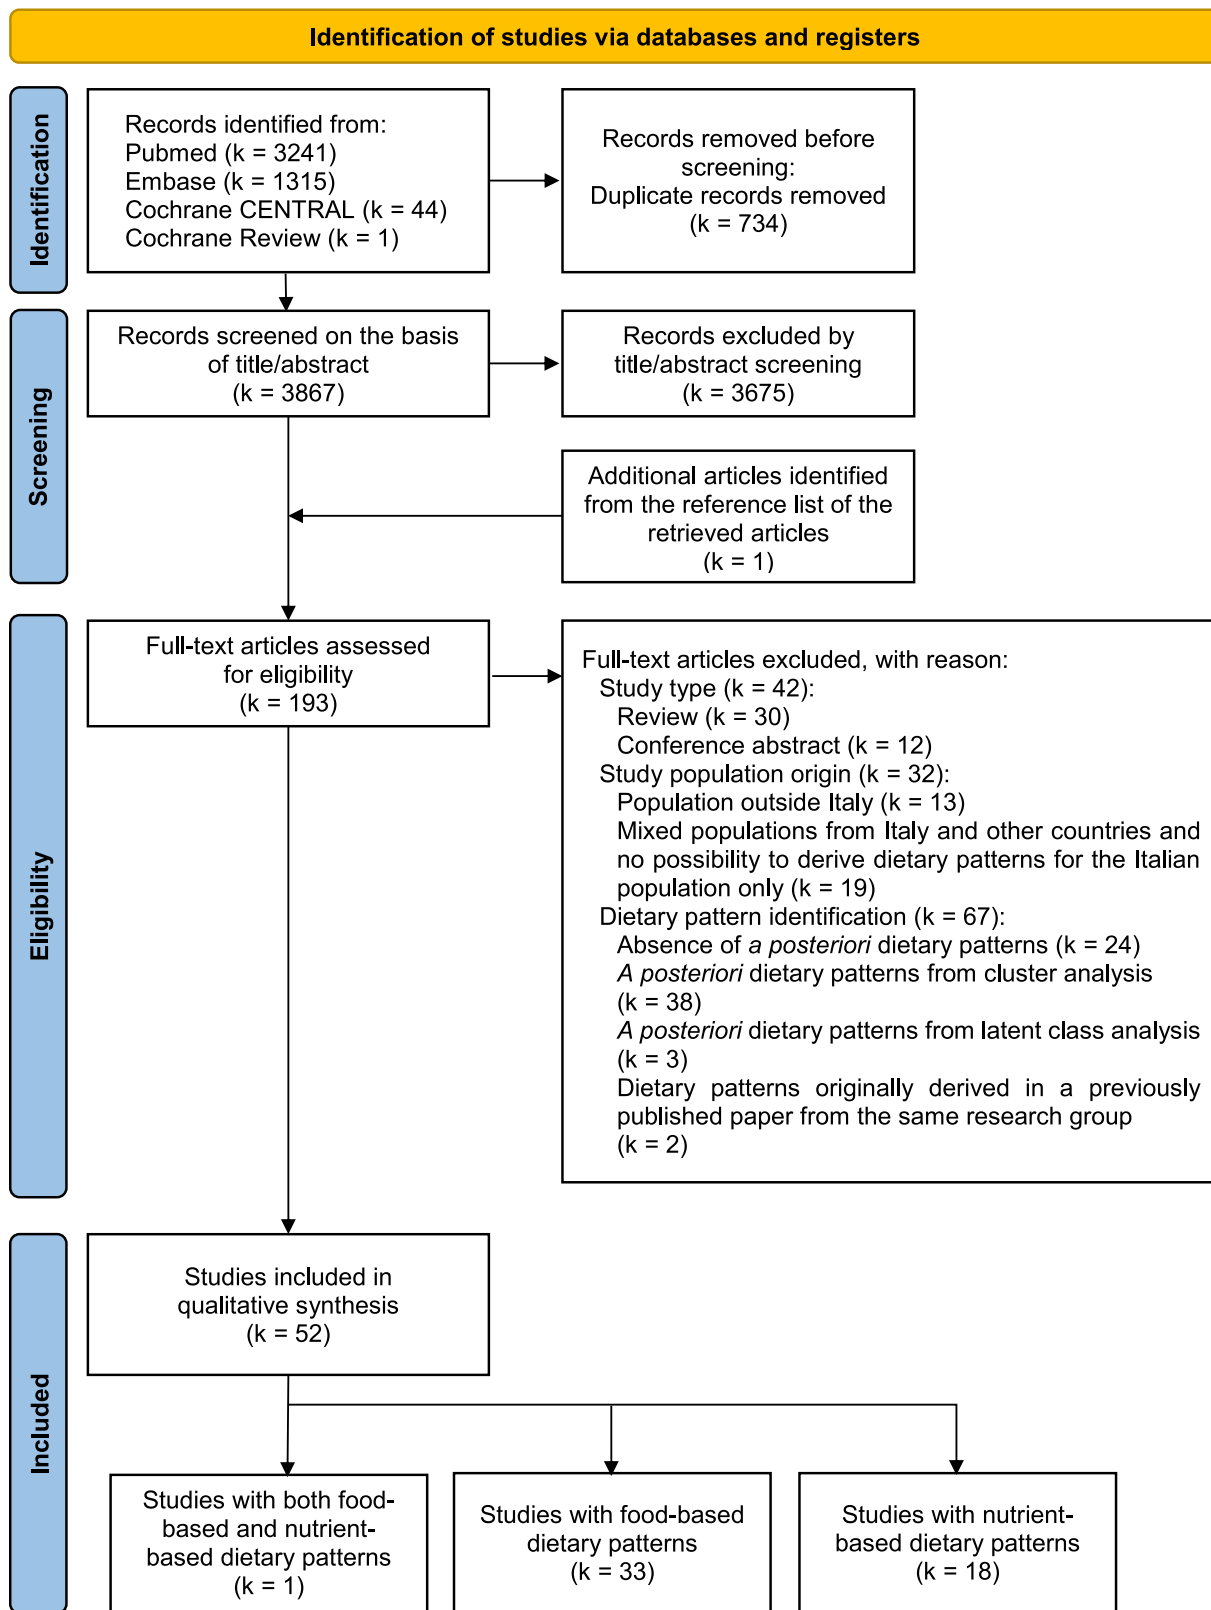 Identification of studies via databases and registers
Identification
Records identified from:
Pubmed (k = 3241)
Embase (k = 1315)
Cochrane CENTRAL (k = 44)
Cochrane Review (k = 1)
Records removed before
screening:
Duplicate records removed
(k = 734)
Screening
Records screened on the basis
of title/abstract
(k = 3867)
Records excluded by
title/abstract screening
(k = 3675)
Additional articles identified
from the reference list of the
retrieved articles
(k = 1)
Eligibility
Full-text articles assessed
for eligibility
(k = 193)
Full-text articles excluded, with reason:
Study type (k = 42):
Review (k = 30)
Conference abstract (k = 12)
Study population origin (k = 32):
Population outside Italy (k = 13)
Mixed populations from Italy and other countries and
no possibility to derive dietary patterns for the Italian
population only (k = 19)
Dietary pattern identification (k = 67):
Absence of a posteriori dietary patterns (k = 24)
A posteriori dietary patterns from cluster analysis
(k = 38)
A posteriori dietary patterns from latent class analysis
(k = 3)
Dietary patterns originally derived in a previously
published paper from the same research group
(k = 2)
Included
Studies included in
qualitative synthesis
(k = 52)
Studies with both food-
based and nutrient-
based dietary patterns
(k = 1)
Studies with food-based
dietary patterns
(k = 33)
Studies with nutrient-
based dietary patterns
(k = 18)